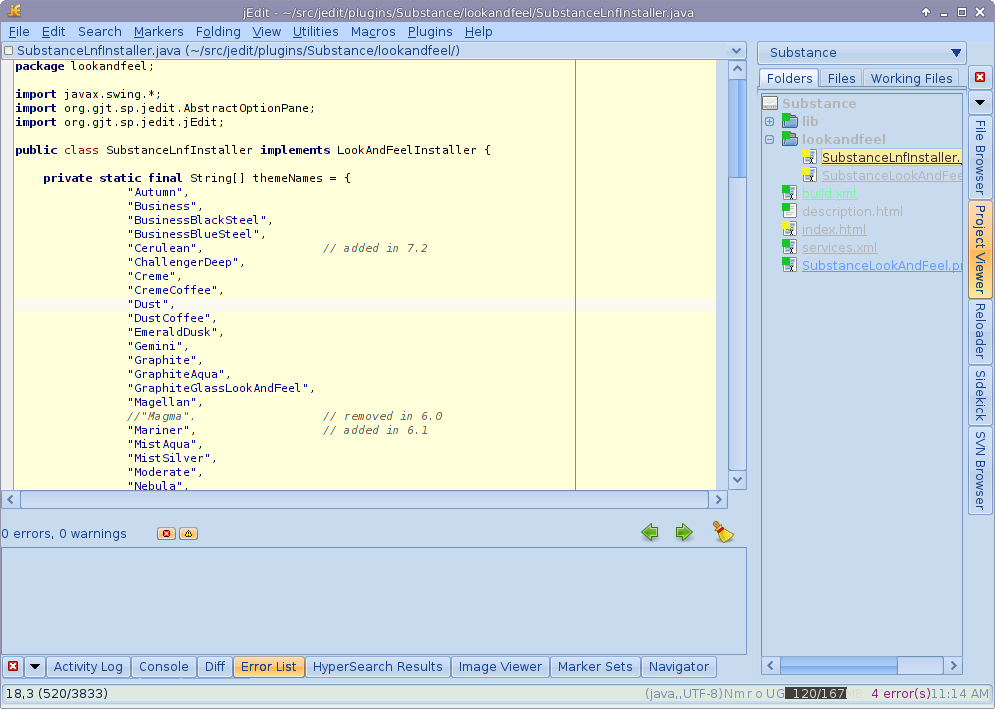 jEdit - ~/src/jedit/plugins/Substance/lookandfeel/SubstanceLnfInstaller.java
File Edit Search Markers Folding View Utilities Macros Plugins Help
SubstanceLnfInstaller.java (~/src/jedit/plugins/Substance/lookandfeel/)
package lookandfeel;
import javax.swing.*;
import org.gjt.sp.jedit.AbstractOptionPane;
import org.gjt.sp.jedit.jEdit;
public class SubstanceLnfInstaller implements LookAndFeelInstaller {
private static final String[] themeNames = {
"Autumn",
"Business",
"BusinessBlackSteel",
"BusinessBlueSteel",
"Cerulean", // added in 7.2
"ChallengerDeep",
"Creme",
"CremeCoffee",
"Dust",
"DustCoffee",
"EmeraldDusk",
"Gemini",
"Graphite",
"GraphiteAqua",
"GraphiteGlassLookAndFeel",
"Magellan",
//"Magma", // removed in 6.0
"Mariner", // added in 6.1
"MistAqua",
"MistSilver",
"Moderate",
"Nebula",
Substance
Folders Files Working Files
Substance
lib
lookandfeel
SubstanceLnfInstaller.
SubstanceLookAndFee
build.xml
description.html
index.html
services.xml
SubstanceLookAndFeel.pr
File Browser
Project Viewer
Reloader
Sidekick
SVN Browser
0 errors, 0 warnings
Activity Log Console Diff Error List HyperSearch Results Image Viewer Marker Sets Navigator
18,3 (520/3833)
(java,,UTF-8)Nmr o UG 120/167 4 error(s)11:14 AM